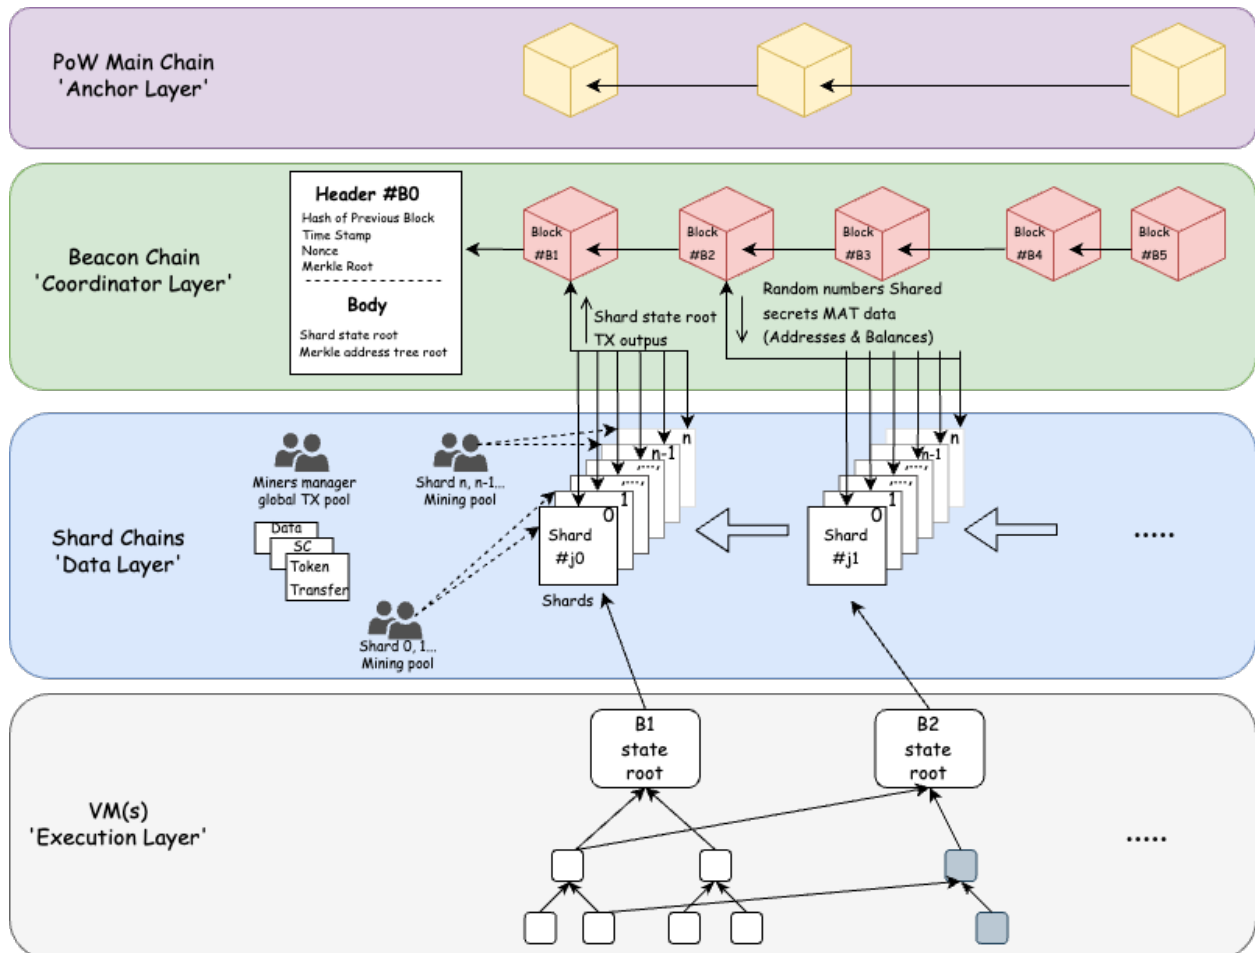 PoW Main Chain
'Anchor Layer'
Beacon Chain
'Coordinator Layer'
Header #B0
Hash of Previous Block
Time Stamp
Nonce
Merkle Root
Body
Shard state root
Merkle address tree root
Block
#B1
Block
#B2
Block
#B3
Block
#B4
Block
#B5
Shard state root
TX outpus
Random numbers Shared
secrets MAT data
(Addresses & Balances)
Shard Chains
'Data Layer'
Miners manager
global TX pool
Data
SC
Token
Transfer
Shard n, n-1...
Mining pool
Shard 0, 1...
Mining pool
n
n-1
1
0
Shard
#j0
Shards
n
n-1
1
0
Shard
#j1
.....
VM(s)
'Execution Layer'
B1
state
root
B2
state
root
.....